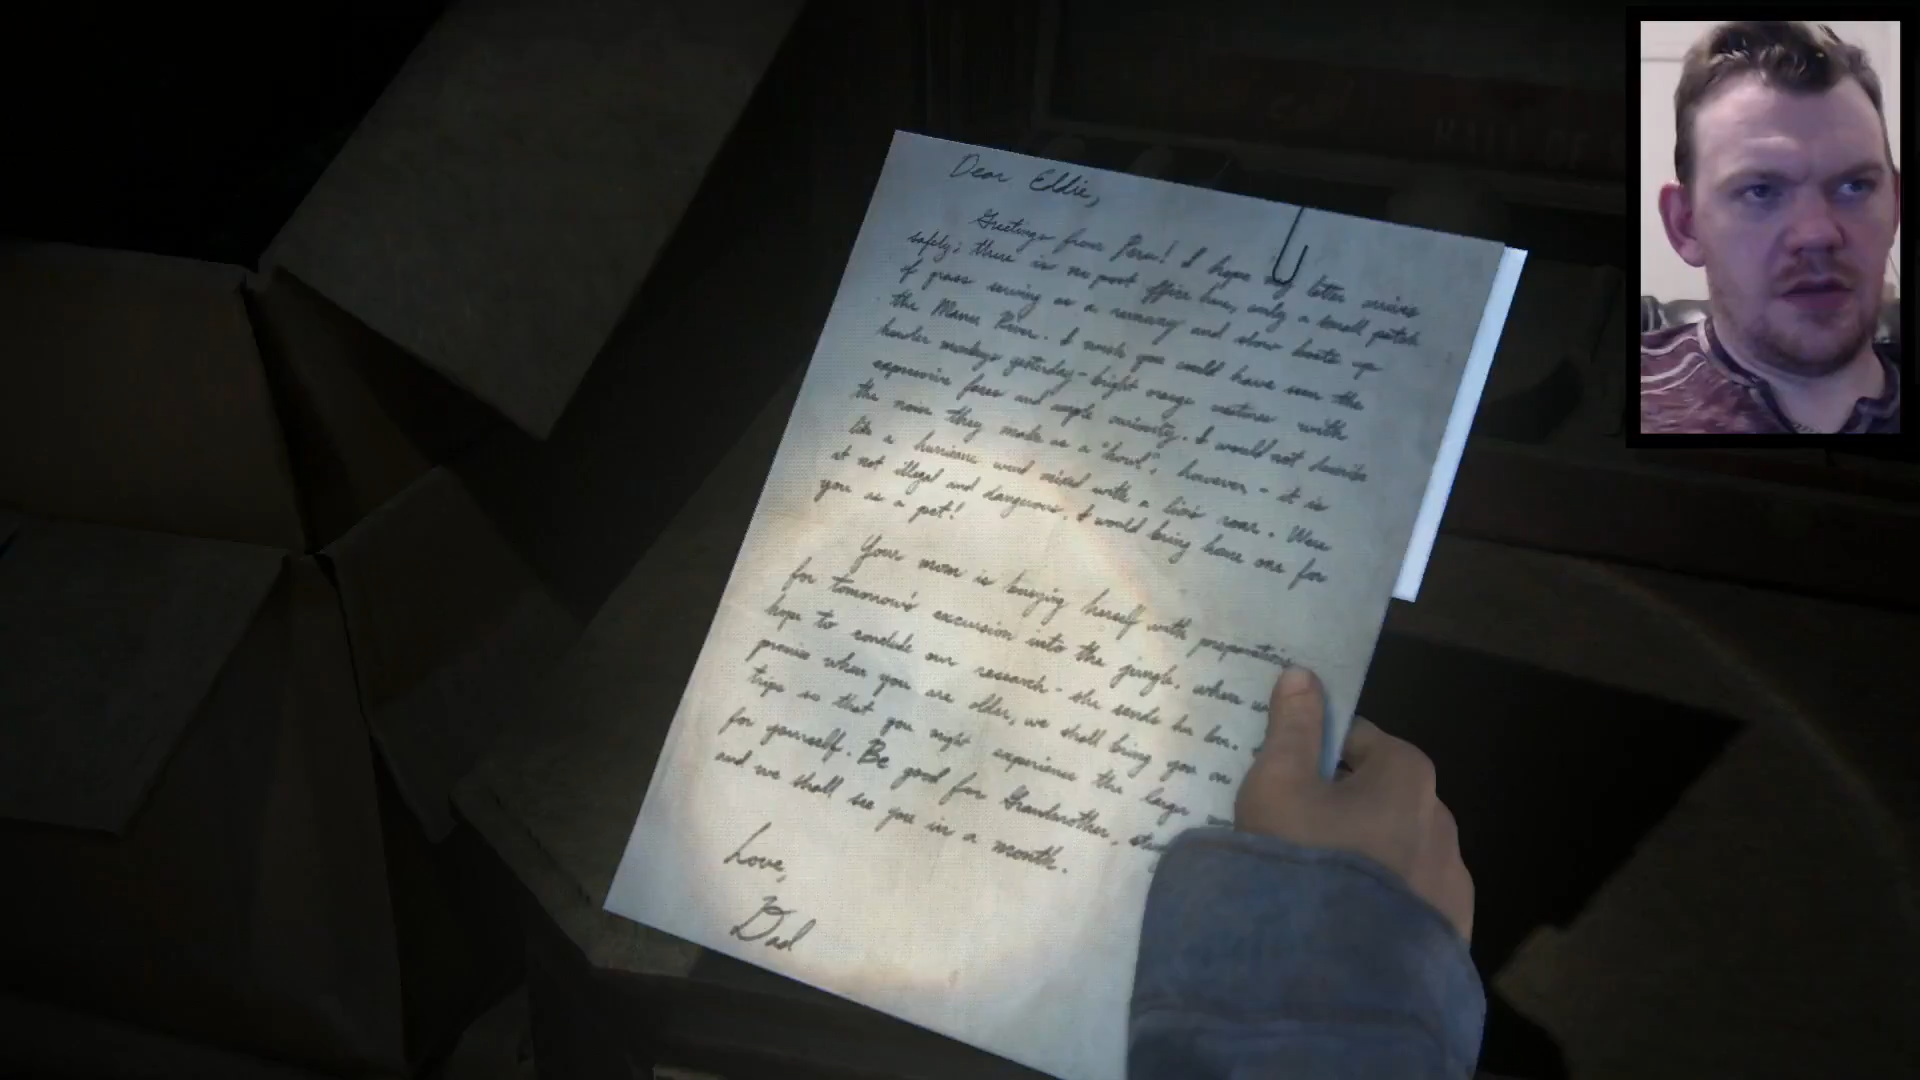 Dear Eddie,
Greetings from Peru! I hope my letter arrives
safely; there is no post office here, only a small patch
of grass serving as a runway and slow boats up
the Manu River. I wish you could have seen the
howler monkeys yesterday - bright orange creatures with
expressive faces and ample curiosity. I would not describe
the noise they make as a "howl", however - it is
like a hurricane wind mixed with a lion's roar. Were
it not illegal and dangerous, I would bring home one for
you as a pet!
Your mom is busying herself with preparations
for tomorrow's excursion into the jungle, where we
hope to conclude our research - she sends her love.
promise when you are older, we shall bring you on
trips so that you might experience the larger
for yourself. Be good for Grandmother,
and we shall see you in a month.
Love,
Dad